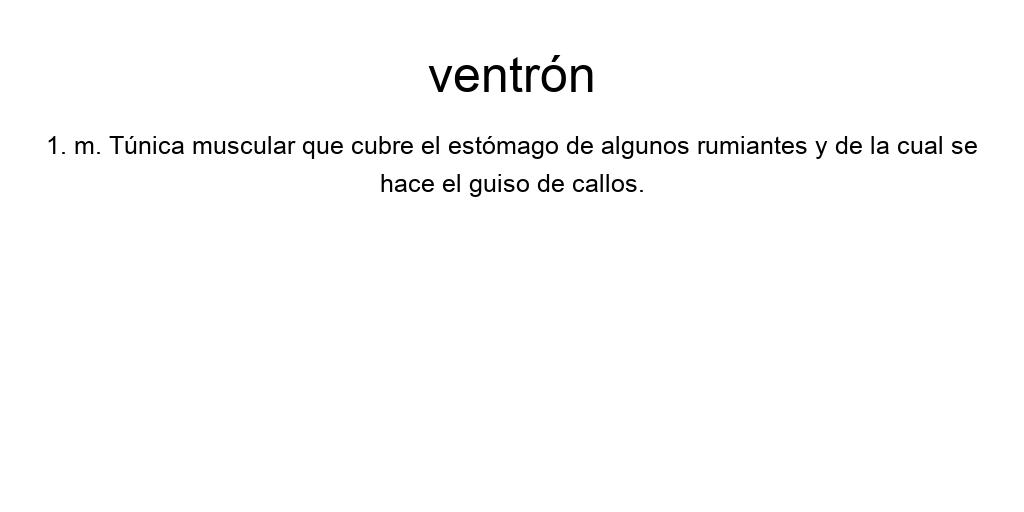 ventrón
1. m. Túnica muscular que cubre el estómago de algunos rumiantes y de la cual se
hace el guiso de callos.